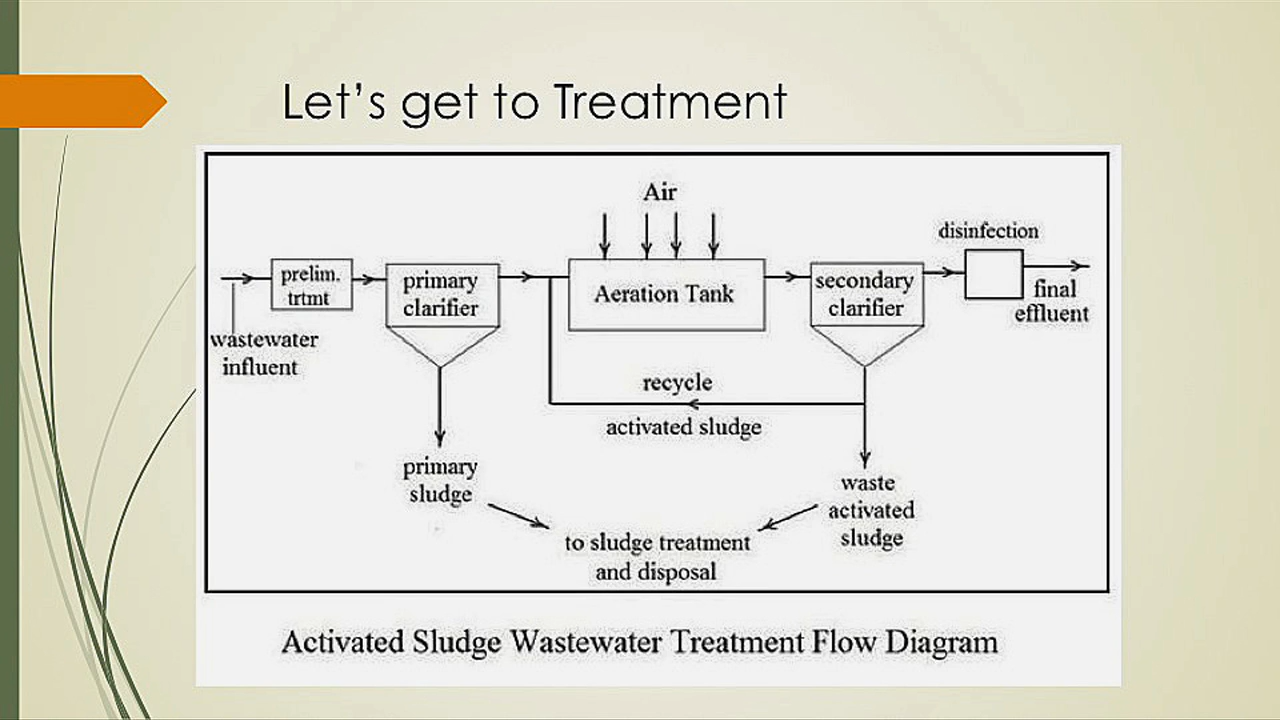 Let's get to Treatment
Air
disinfection
prelim.
trtmt
primary
clarifier
Aeration Tank
secondary
clarifier
final
effluent
wastewater
influent
recycle
activated sludge
primary
sludge
waste
activated
sludge
to sludge treatment
and disposal
Activated Sludge Wastewater Treatment Flow Diagram